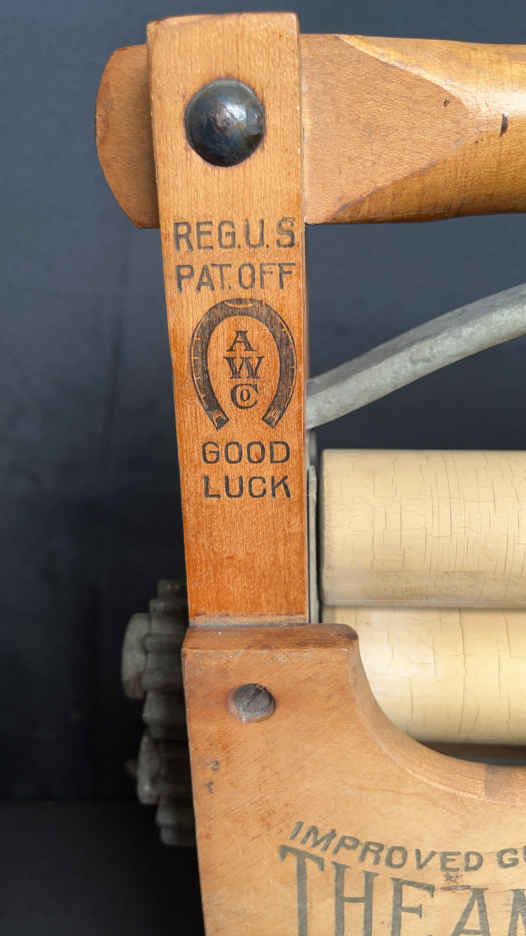 REG.U.S.
PAT.OFF
A
W
Co
GOOD
LUCK
IMPROVED
THE